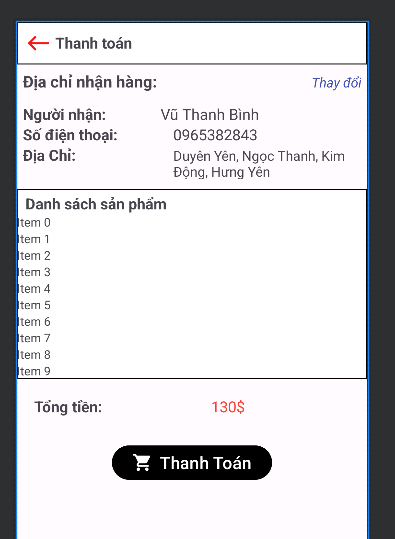 Thanh toán
Địa chỉ nhận hàng: Thay đổi
Người nhận: Vũ Thanh Bình
Số điện thoại: 0965382843
Địa Chỉ: Duyên Yên, Ngọc Thanh, Kim
Động, Hưng Yên
Danh sách sản phẩm
Item 0
Item 1
Item 2
Item 3
Item 4
Item 5
Item 6
Item 7
Item 8
Item 9
Tổng tiền: 130$
Thanh Toán